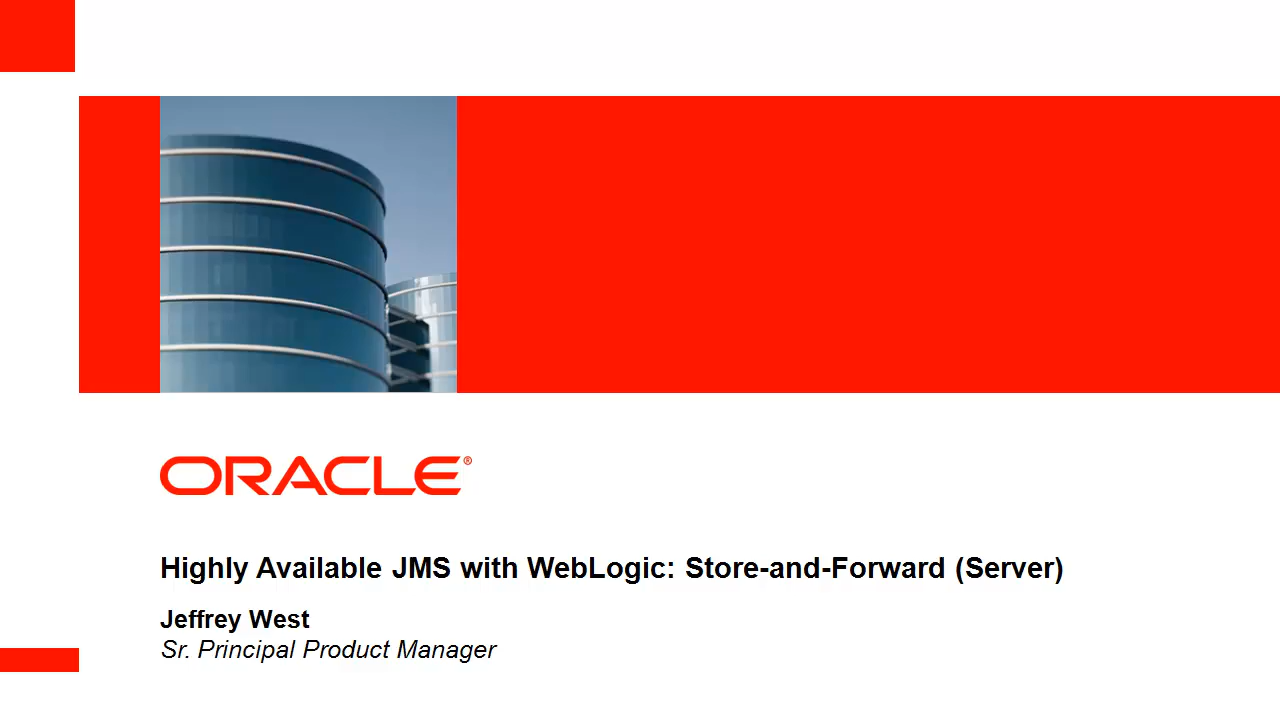 ORACLE®
Highly Available JMS with WebLogic: Store-and-Forward (Server)
Jeffrey West
Sr. Principal Product Manager